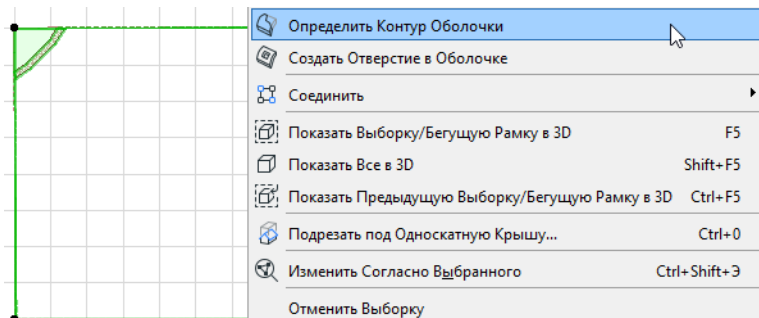 Определить Контур Оболочки
Создать Отверстие в Оболочке
Соединить
Показать Выборку/Бегущую Рамку в 3D F5
Показать Все в 3D Shift+F5
Показать Предыдущую Выборку/Бегущую Рамку в 3D Ctrl+F5
Подрезать под Односкатную Крышу... Ctrl+0
Изменить Согласно Выбранного Ctrl+Shift+Э
Отменить Выборку